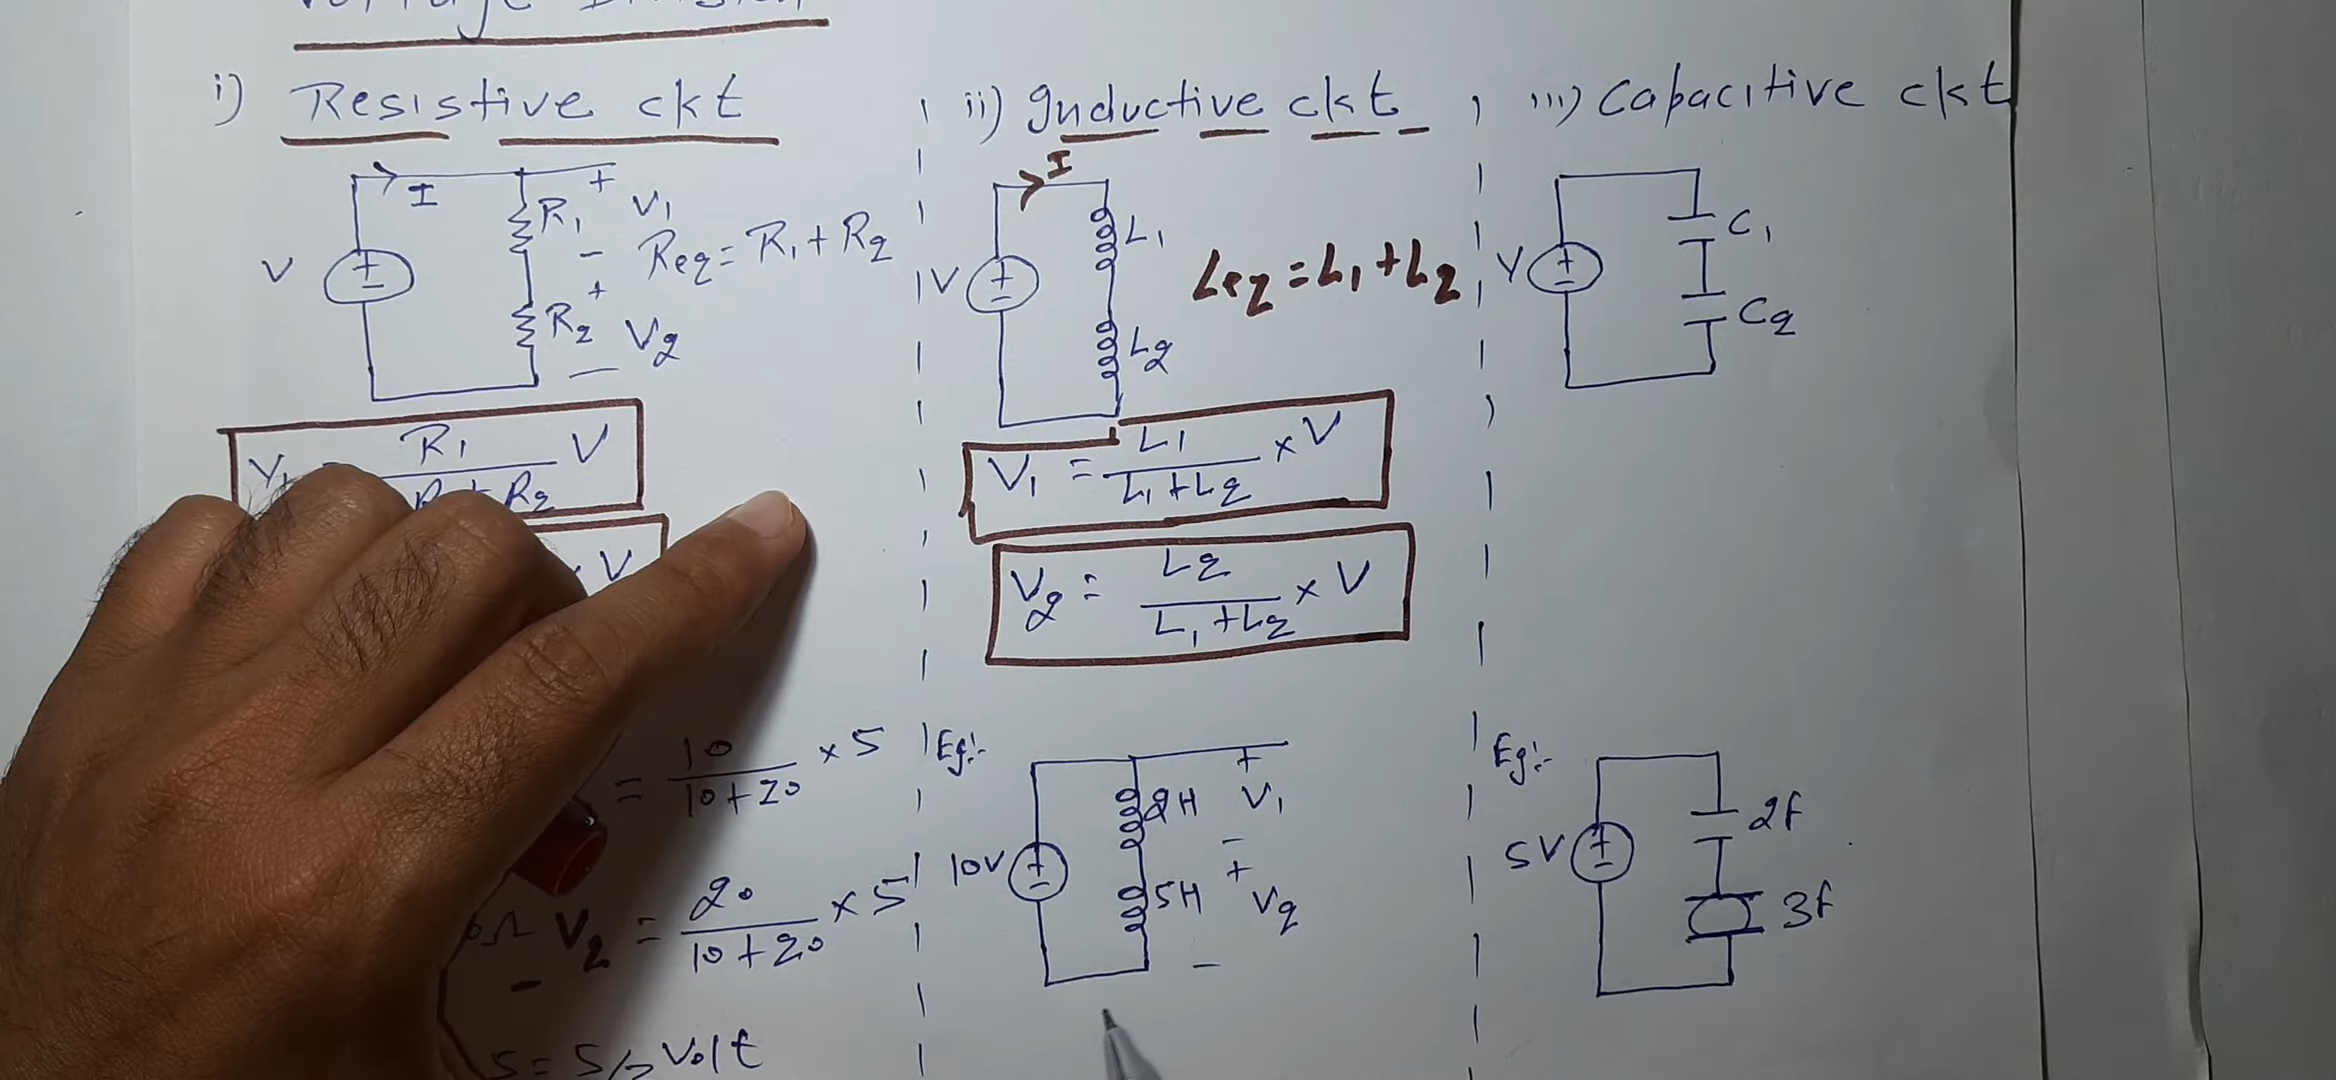 i) Resistive ckt
I
V
R1
R2
+
V1
-
+
V2
-
Req = R1 + R2
R1
V
R2
V
= 10/(10+20) × 5
V2 = 20/(10+20) × 5
-
Volt
ii) Inductive ckt
I
V
+
-
L1
L2
Leq = L1 + L2
V1 = L1/(L1+L2) × V
V2 = L2/(L1+L2) × V
Eg:-
10V
+
-
2H
5H
+
V1
-
+
V2
-
iii) Capacitive ckt
V
+
-
C1
C2
Eg:-
5V
+
-
2f
3f